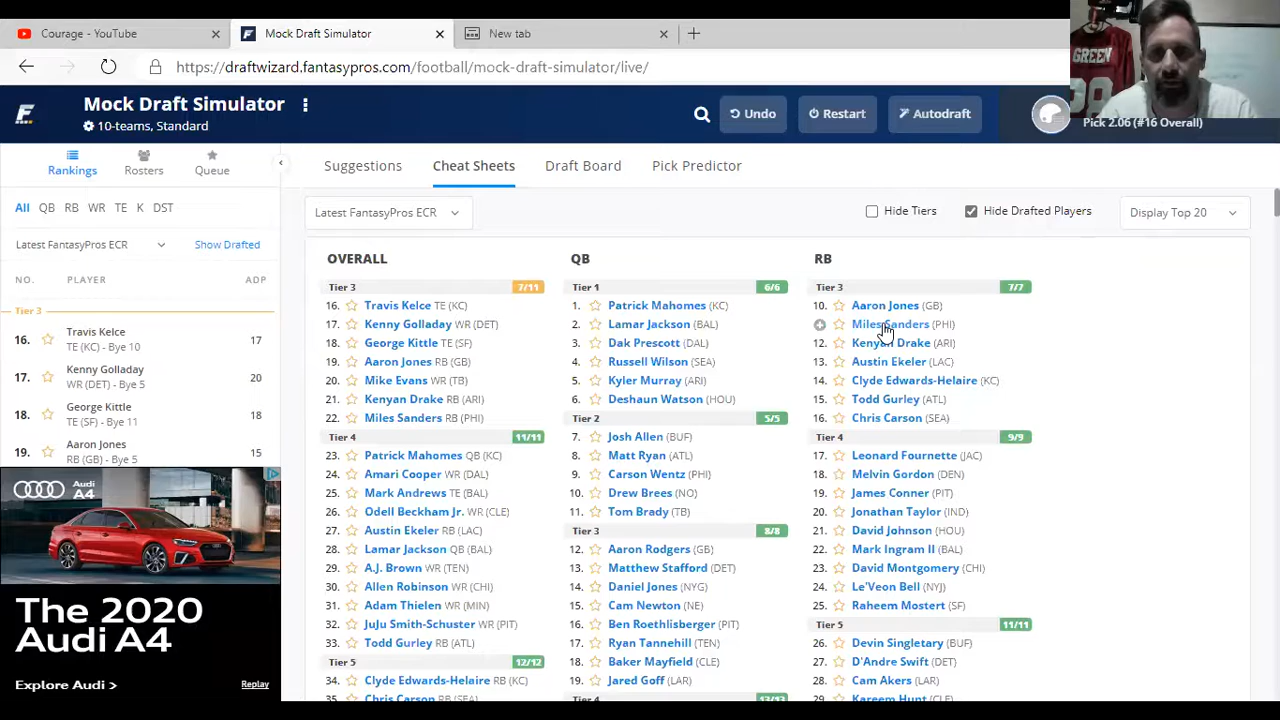 Courage - YouTube
Mock Draft Simulator
New tab
https://draftwizard.fantasypros.com/football/mock-draft-simulator/live/
GREEN
Mock Draft Simulator
10-teams, Standard
Undo
Restart
Autodraft
Pick 2.06 (#16 Overall)
Rankings
Rosters
Queue
All QB RB WR TE K DST
Latest FantasyPros ECR
Show Drafted
NO. PLAYER ADP
Tier 3
16. Travis Kelce 17
TE (KC) - Bye 10
17. Kenny Golladay 20
WR (DET) - Bye 5
18. George Kittle 18
TE (SF) - Bye 11
19. Aaron Jones 15
RB (GB) - Bye 5
The 2020
Audi A4
Explore Audi >
Replay
Suggestions
Cheat Sheets
Draft Board
Pick Predictor
Latest FantasyPros ECR
Hide Tiers
Hide Drafted Players
Display Top 20
OVERALL
Tier 3 7/11
16. Travis Kelce TE (KC)
17. Kenny Golladay WR (DET)
18. George Kittle TE (SF)
19. Aaron Jones RB (GB)
20. Mike Evans WR (TB)
21. Kenyan Drake RB (ARI)
22. Miles Sanders RB (PHI)
Tier 4 11/11
23. Patrick Mahomes QB (KC)
24. Amari Cooper WR (DAL)
25. Mark Andrews TE (BAL)
26. Odell Beckham Jr. WR (CLE)
27. Austin Ekeler RB (LAC)
28. Lamar Jackson QB (BAL)
29. A.J. Brown WR (TEN)
30. Allen Robinson WR (CHI)
31. Adam Thielen WR (MIN)
32. JuJu Smith-Schuster WR (PIT)
33. Todd Gurley RB (ATL)
Tier 5 12/12
34. Clyde Edwards-Helaire RB (KC)
35. Chris Carson RB (SEA)
QB
Tier 1 6/6
1. Patrick Mahomes (KC)
2. Lamar Jackson (BAL)
3. Dak Prescott (DAL)
4. Russell Wilson (SEA)
5. Kyler Murray (ARI)
6. Deshaun Watson (HOU)
Tier 2 5/5
7. Josh Allen (BUF)
8. Matt Ryan (ATL)
9. Carson Wentz (PHI)
10. Drew Brees (NO)
11. Tom Brady (TB)
Tier 3 8/8
12. Aaron Rodgers (GB)
13. Matthew Stafford (DET)
14. Daniel Jones (NYG)
15. Cam Newton (NE)
16. Ben Roethlisberger (PIT)
17. Ryan Tannehill (TEN)
18. Baker Mayfield (CLE)
19. Jared Goff (LAR)
Tier 4 13/13
RB
Tier 3 7/7
10. Aaron Jones (GB)
Miles Sanders (PHI)
12. Kenyan Drake (ARI)
13. Austin Ekeler (LAC)
14. Clyde Edwards-Helaire (KC)
15. Todd Gurley (ATL)
16. Chris Carson (SEA)
Tier 4 9/9
17. Leonard Fournette (JAC)
18. Melvin Gordon (DEN)
19. James Conner (PIT)
20. Jonathan Taylor (IND)
21. David Johnson (HOU)
22. Mark Ingram II (BAL)
23. David Montgomery (CHI)
24. Le'Veon Bell (NYJ)
25. Raheem Mostert (SF)
Tier 5 11/11
26. Devin Singletary (BUF)
27. D'Andre Swift (DET)
28. Cam Akers (LAR)
29. Kareem Hunt (CLE)